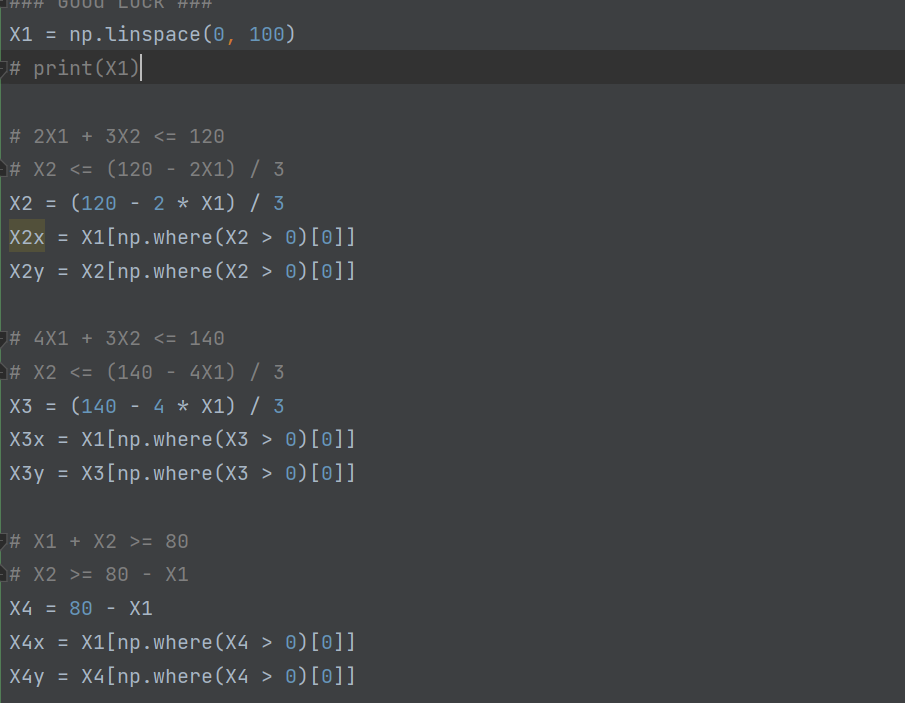 ### Good Luck ###
X1 = np.linspace(0, 100)
# print(X1)
# 2X1 + 3X2 <= 120
# X2 <= (120 - 2X1) / 3
X2 = (120 - 2 * X1) / 3
X2x = X1[np.where(X2 > 0)[0]]
X2y = X2[np.where(X2 > 0)[0]]
# 4X1 + 3X2 <= 140
# X2 <= (140 - 4X1) / 3
X3 = (140 - 4 * X1) / 3
X3x = X1[np.where(X3 > 0)[0]]
X3y = X3[np.where(X3 > 0)[0]]
# X1 + X2 >= 80
# X2 >= 80 - X1
X4 = 80 - X1
X4x = X1[np.where(X4 > 0)[0]]
X4y = X4[np.where(X4 > 0)[0]]